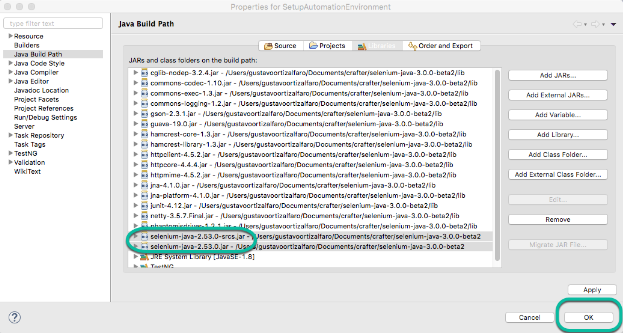 Properties for SetupAutomationEnvironment
type filter text
Java Build Path
Resource
Builders
Java Build Path
Java Code Style
Java Compiler
Java Editor
Javadoc Location
Project Facets
Project References
Run/Debug Settings
Server
Task Repository
Task Tags
TestNG
Validation
WikiText
Source
Projects
Libraries
Order and Export
JARs and class folders on the build path:
cglib-nodep-3.2.4.jar - /Users/gustavoortizalfaro/Documents/crafter/selenium-java-3.0.0-beta2/lib
commons-codec-1.10.jar - /Users/gustavoortizalfaro/Documents/crafter/selenium-java-3.0.0-beta2/lib
commons-exec-1.3.jar - /Users/gustavoortizalfaro/Documents/crafter/selenium-java-3.0.0-beta2/lib
commons-logging-1.2.jar - /Users/gustavoortizalfaro/Documents/crafter/selenium-java-3.0.0-beta2/lib
gson-2.3.1.jar - /Users/gustavoortizalfaro/Documents/crafter/selenium-java-3.0.0-beta2/lib
guava-19.0.jar - /Users/gustavoortizalfaro/Documents/crafter/selenium-java-3.0.0-beta2/lib
hamcrest-core-1.3.jar - /Users/gustavoortizalfaro/Documents/crafter/selenium-java-3.0.0-beta2/lib
hamcrest-library-1.3.jar - /Users/gustavoortizalfaro/Documents/crafter/selenium-java-3.0.0-beta2/lib
httpclient-4.5.2.jar - /Users/gustavoortizalfaro/Documents/crafter/selenium-java-3.0.0-beta2/lib
httpcore-4.4.4.jar - /Users/gustavoortizalfaro/Documents/crafter/selenium-java-3.0.0-beta2/lib
httpmime-4.5.2.jar - /Users/gustavoortizalfaro/Documents/crafter/selenium-java-3.0.0-beta2/lib
jna-4.1.0.jar - /Users/gustavoortizalfaro/Documents/crafter/selenium-java-3.0.0-beta2/lib
jna-platform-4.1.0.jar - /Users/gustavoortizalfaro/Documents/crafter/selenium-java-3.0.0-beta2/lib
junit-4.12.jar - /Users/gustavoortizalfaro/Documents/crafter/selenium-java-3.0.0-beta2/lib
netty-3.5.7.Final.jar - /Users/gustavoortizalfaro/Documents/crafter/selenium-java-3.0.0-beta2/lib
phantomjsdriver-1.2.1.jar - /Users/gustavoortizalfaro/Documents/crafter/selenium-java-3.0.0-beta2/lib
selenium-java-2.53.0-srcs.jar - /Users/gustavoortizalfaro/Documents/crafter/selenium-java-3.0.0-beta2
selenium-java-2.53.0.jar - /Users/gustavoortizalfaro/Documents/crafter/selenium-java-3.0.0-beta2
JRE System Library [JavaSE-1.8]
TestNG
Add JARs...
Add External JARs...
Add Variable...
Add Library...
Add Class Folder...
Add External Class Folder...
Edit...
Remove
Migrate JAR File...
Apply
Cancel
OK